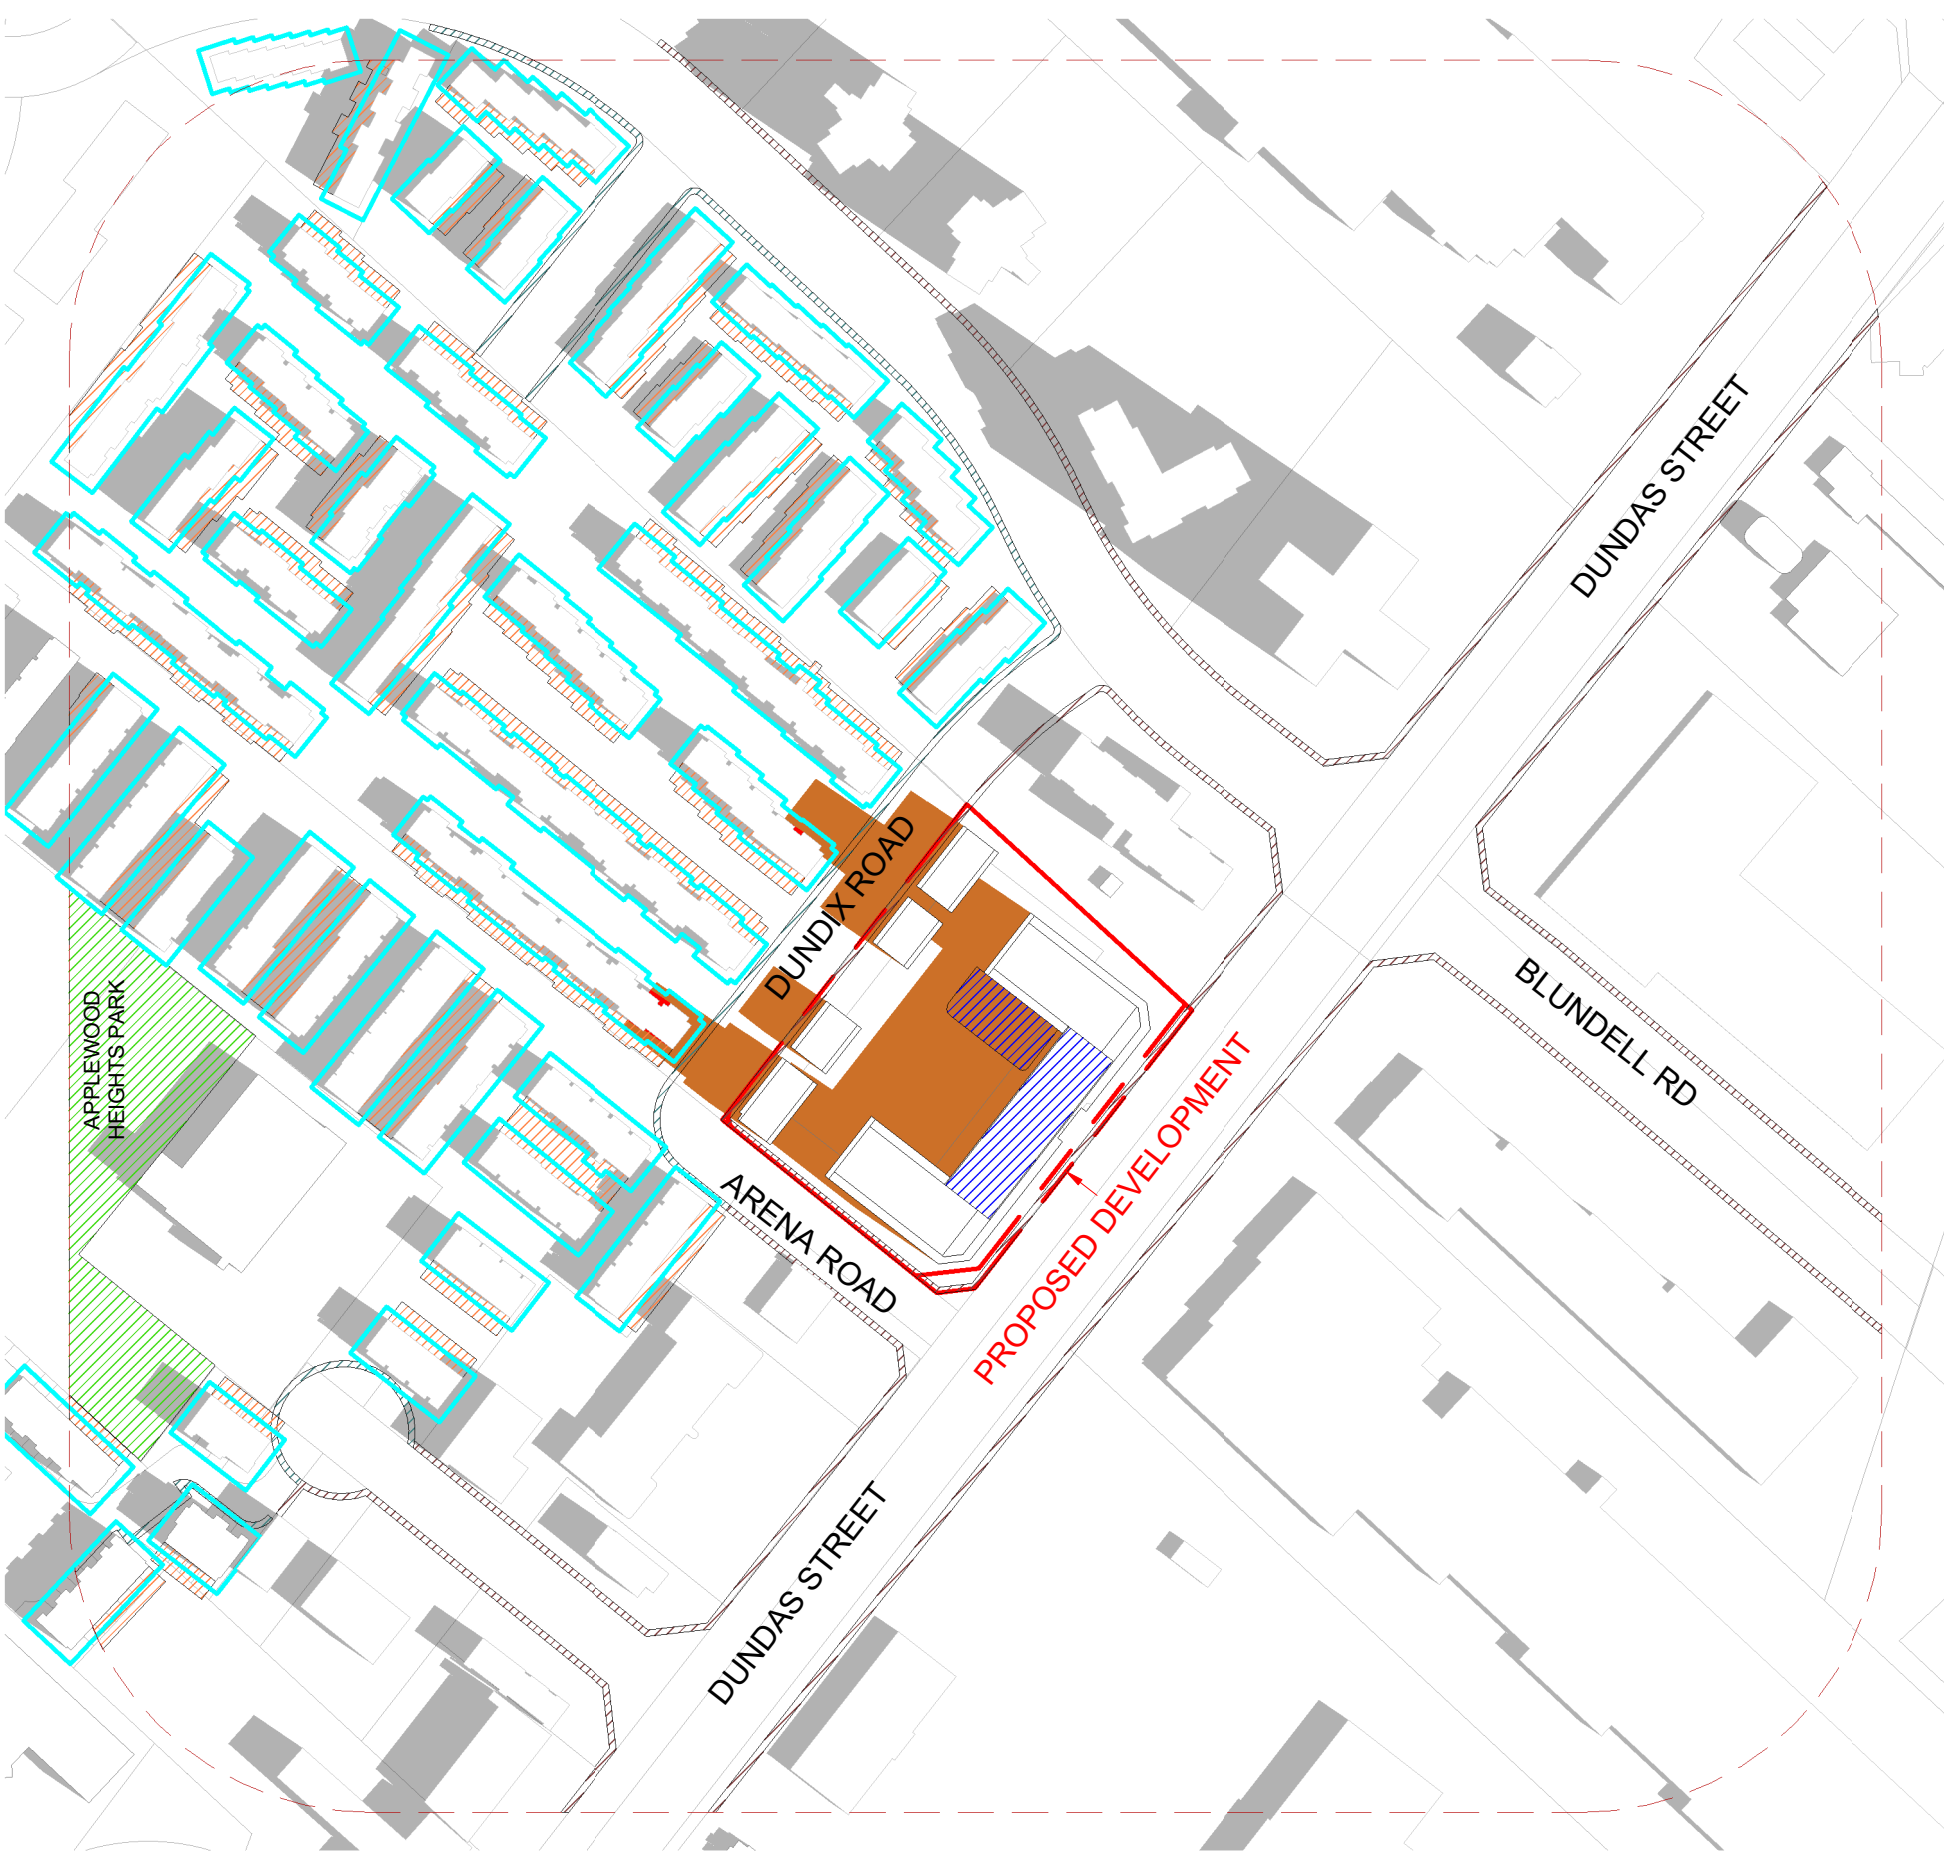 DUNDAS STREET
DUNDIX ROAD
BLUNDELL RD
APPLEWOOD
HEIGHTS PARK
PROPOSED DEVELOPMENT
ARENA ROAD
DUNDAS STREET